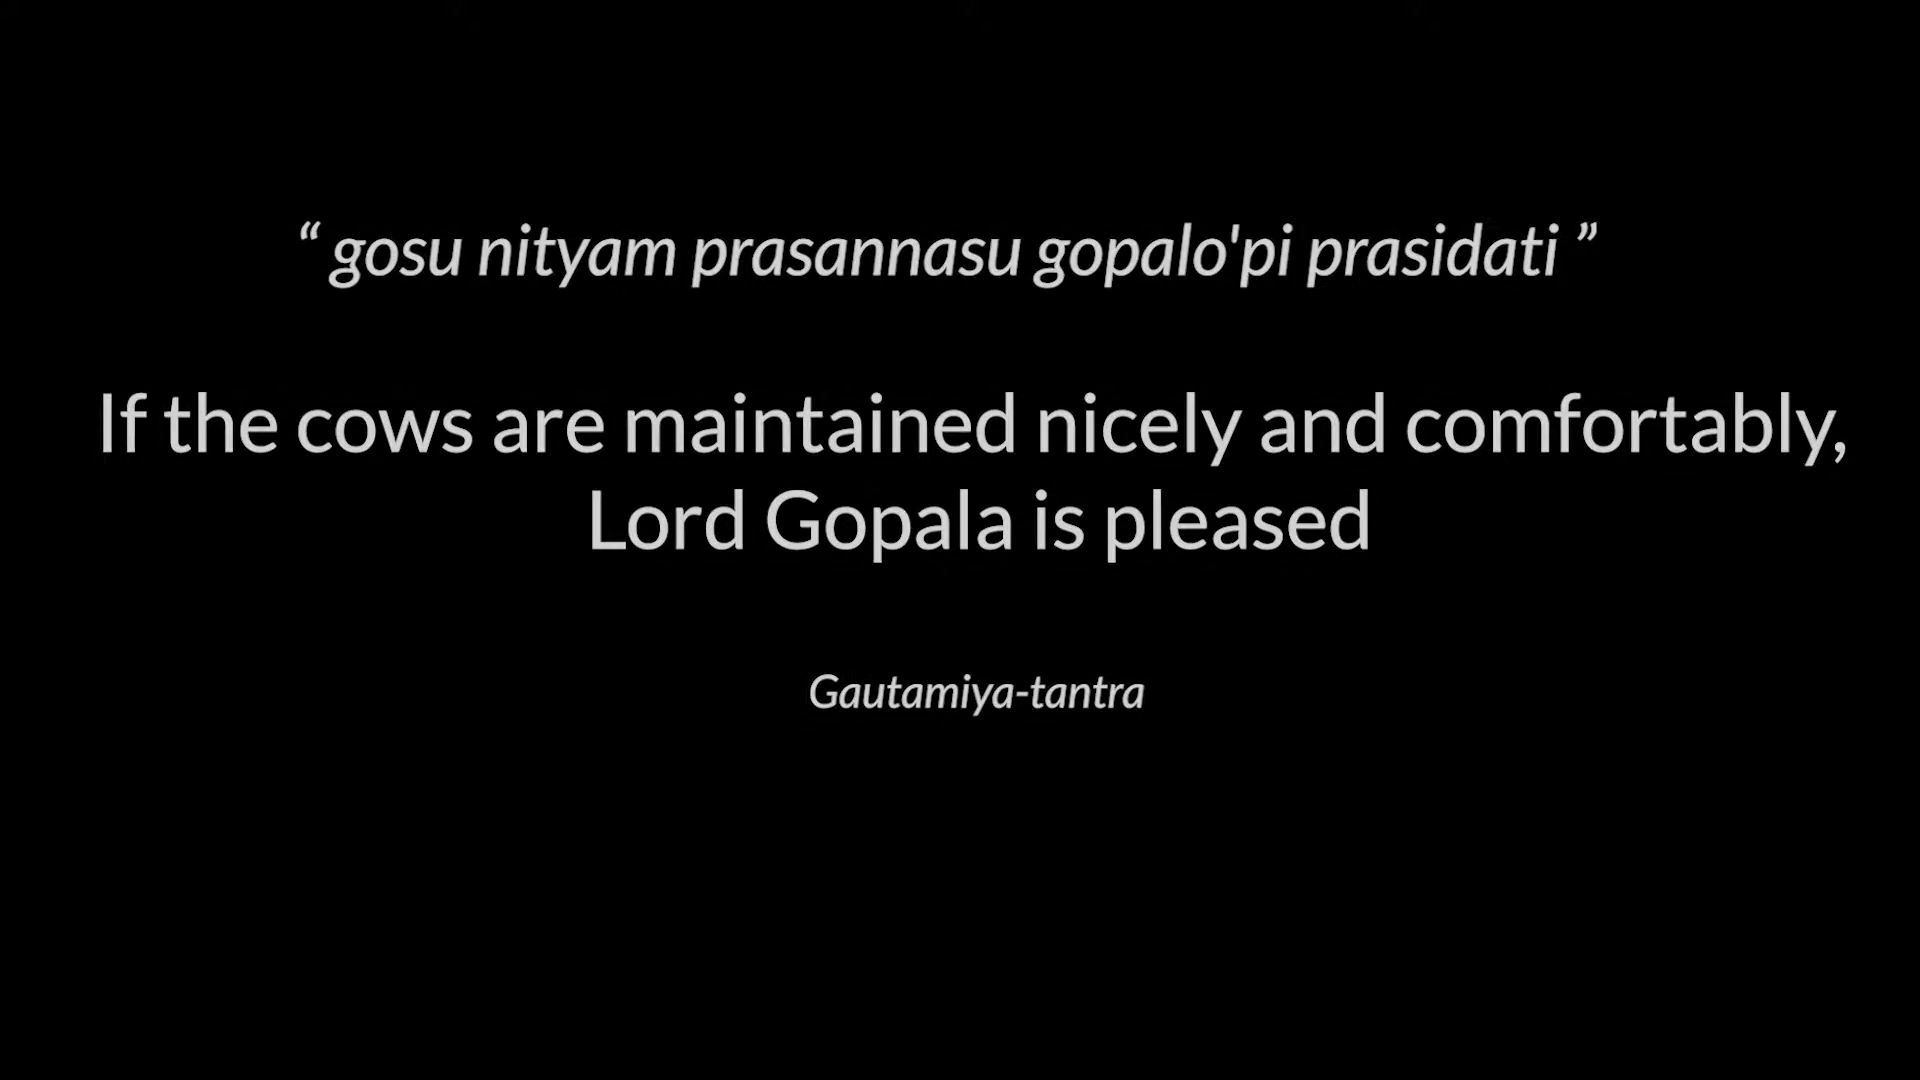 “ gosu nityam prasannasu gopalo'pi prasidati ”
If the cows are maintained nicely and comfortably,
Lord Gopala is pleased
Gautamiya-tantra